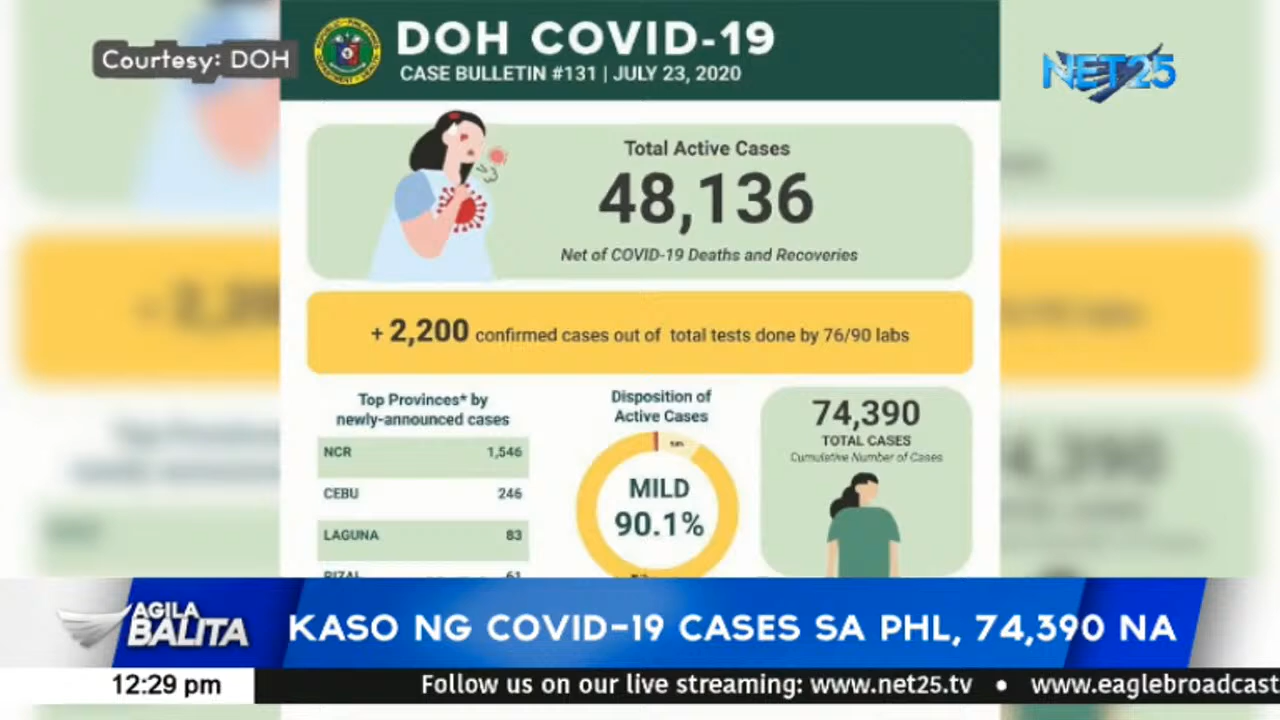 Courtesy: DOH
DOH COVID-19
CASE BULLETIN #131 | JULY 23, 2020
NET25
Total Active Cases
48,136
Net of COVID-19 Deaths and Recoveries
+ 2,200 confirmed cases out of total tests done by 76/90 labs
Top Provinces* by
newly-announced cases
NCR 1,546
CEBU 246
LAGUNA 83
RIZAL 61
Disposition of
Active Cases
MILD
90.1%
74,390
TOTAL CASES
Cumulative Number of Cases
AGILA
BALITA
KASO NG COVID-19 CASES SA PHL, 74,390 NA
12:29 pm
Follow us on our live streaming: www.net25.tv • www.eaglebroadcast